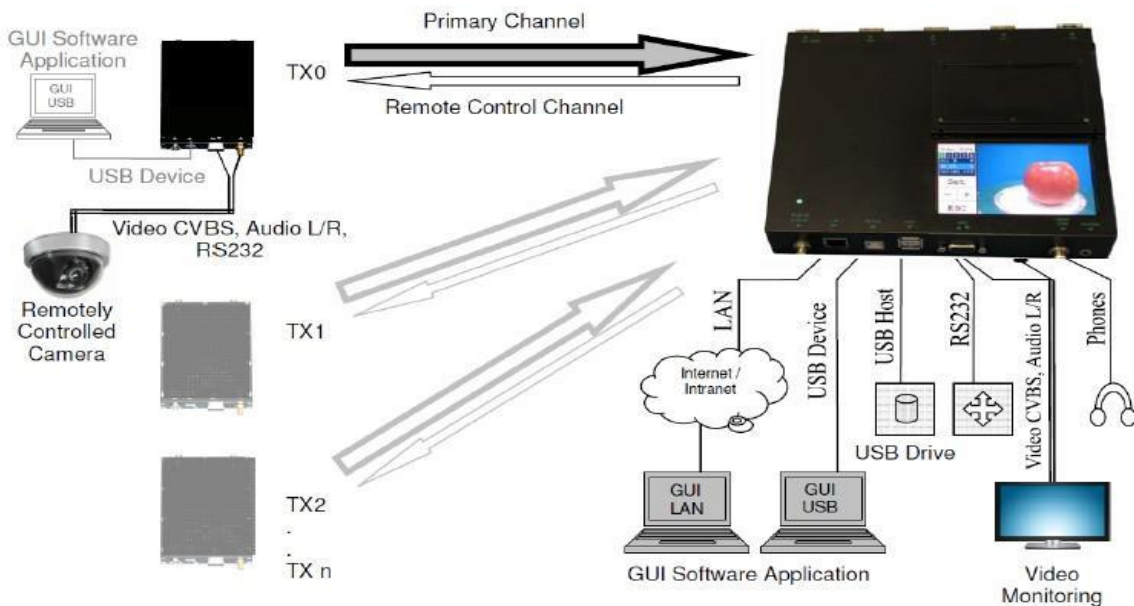 Primary Channel
GUI Software
Application
GUI
USB
TX0
Remote Control Channel
USB Device
Video CVBS, Audio L/R,
RS232
Remotely
Controlled
Camera
TX1
TX2
.
.
TX n
ESC
LAN
USB Device
USB Host
RS232
Video CVBS, Audio L/R
Phones
Internet /
Intranet
USB Drive
GUI
LAN
GUI
USB
GUI Software Application
Video
Monitoring